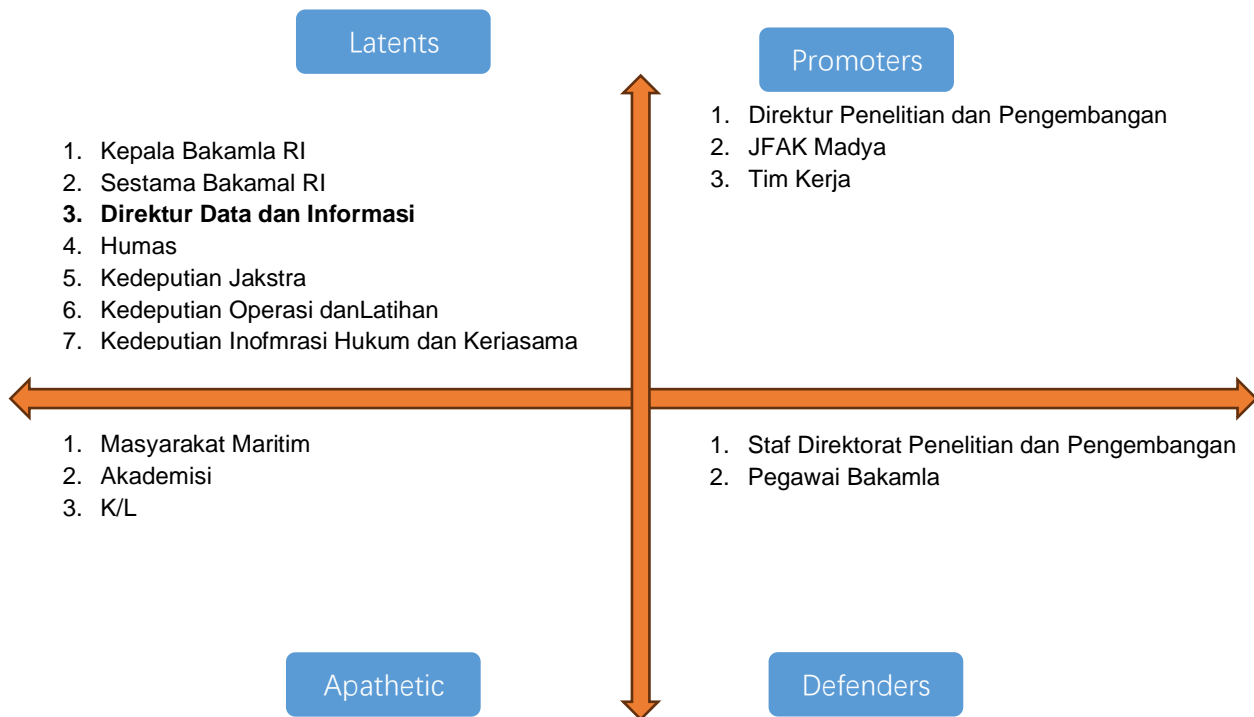 Latents
1. Kepala Bakamla RI
2. Sestama Bakamal RI
3. Direktur Data dan Informasi
4. Humas
5. Kedeputian Jakstra
6. Kedeputian Operasi danLatihan
7. Kedeputian Inofmrasi Hukum dan Kerjasama
Promoters
1. Direktur Penelitian dan Pengembangan
2. JFAK Madya
3. Tim Kerja
1. Masyarakat Maritim
2. Akademisi
3. K/L
Apathetic
1. Staf Direktorat Penelitian dan Pengembangan
2. Pegawai Bakamla
Defenders